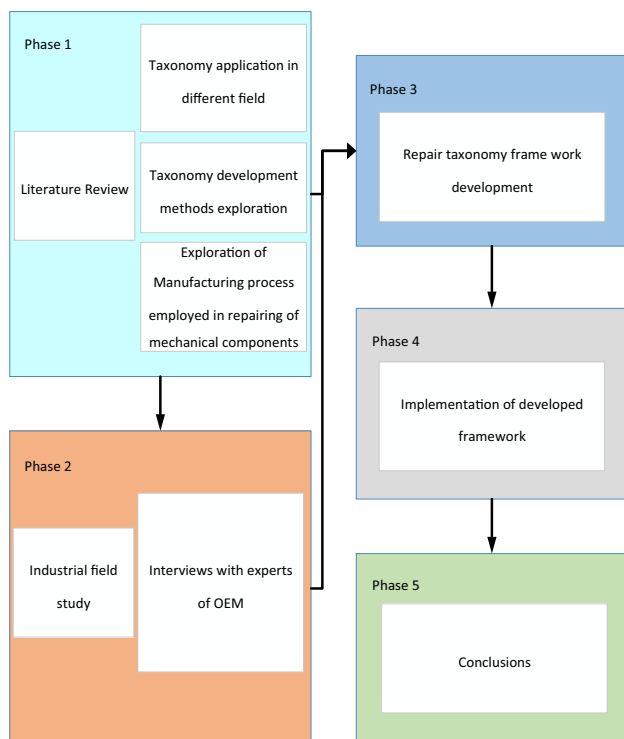 Phase 1
Taxonomy application in
different field
Literature Review
Taxonomy development
methods exploration
Exploration of
Manufacturing process
employed in repairing of
mechanical components
Phase 2
Industrial field
study
Interviews with experts
of OEM
Phase 3
Repair taxonomy frame work
development
Phase 4
Implementation of developed
framework
Phase 5
Conclusions